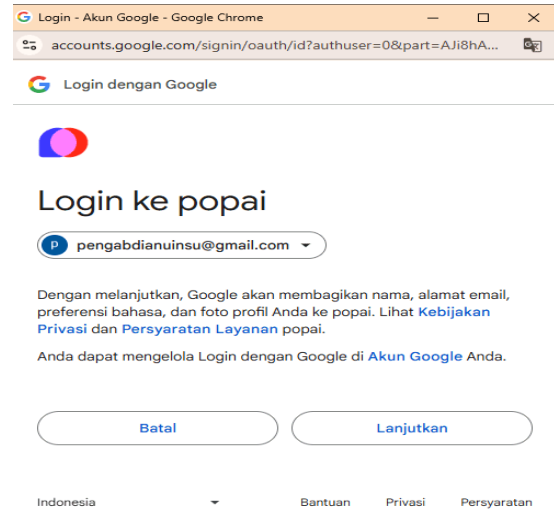 Login - Akun Google - Google Chrome
accounts.google.com/signin/oauth/id?authuser=0&part=AJi8hA...
Login dengan Google
Login ke popai
P pengabdianuinsu@gmail.com
Dengan melanjutkan, Google akan membagikan nama, alamat email,
preferensi bahasa, dan foto profil Anda ke popai. Lihat Kebijakan
Privasi dan Persyaratan Layanan popai.
Anda dapat mengelola Login dengan Google di Akun Google Anda.
Batal Lanjutkan
Indonesia Bantuan Privasi Persyaratan